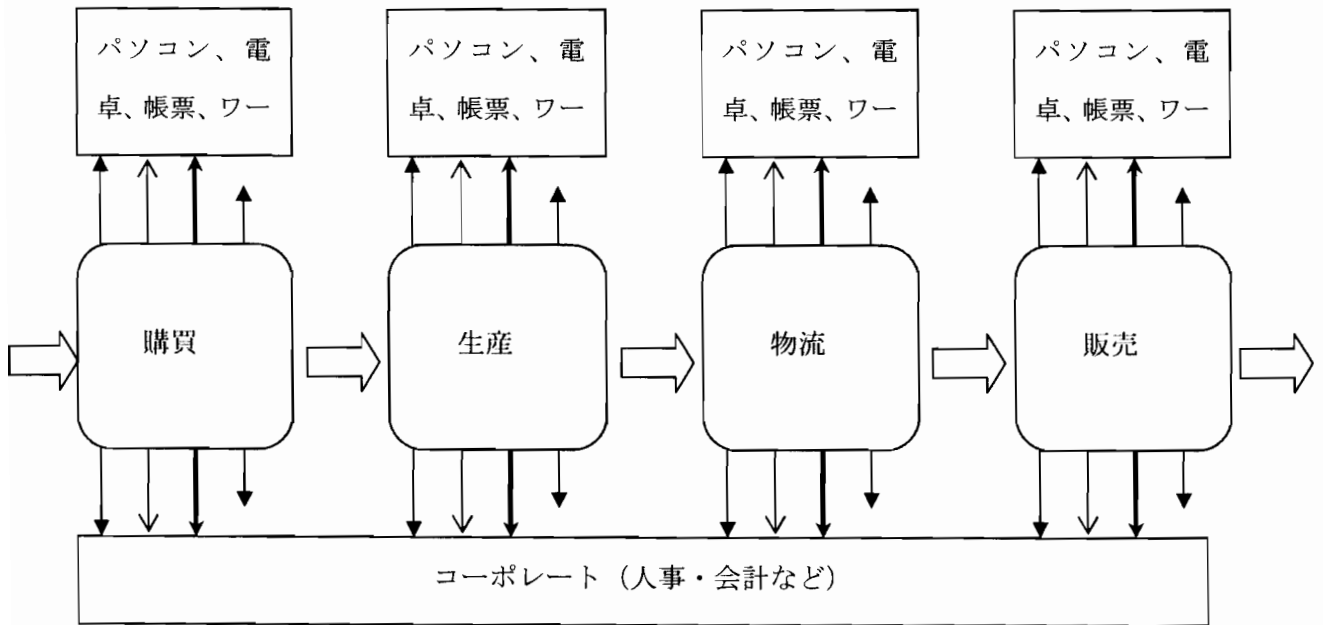 パソコン、電
卓、帳票、ワー
パソコン、電
卓、帳票、ワー
パソコン、電
卓、帳票、ワー
パソコン、電
卓、帳票、ワー
購買
生産
物流
販売
コーポレート（人事・会計など）